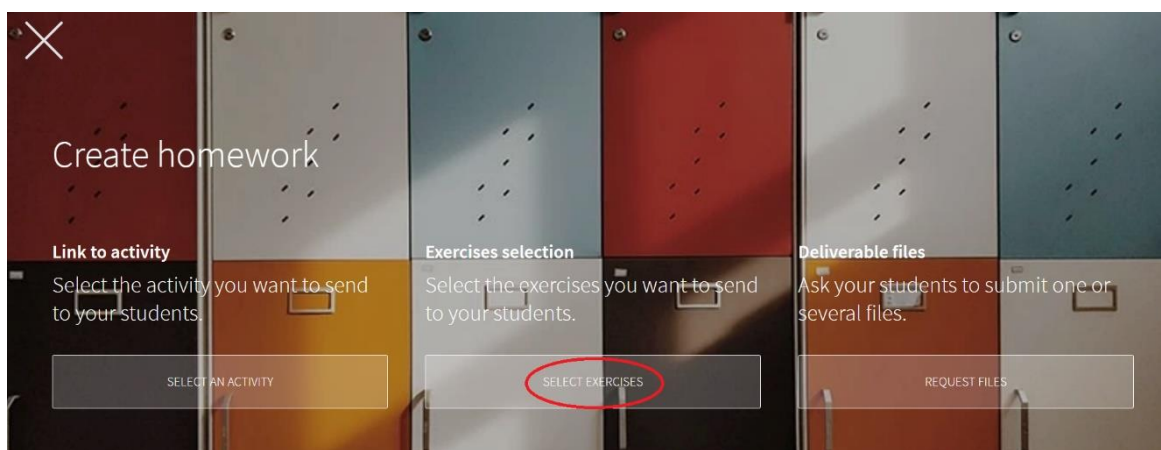 Create homework
Link to activity
Select the activity you want to send
to your students.
SELECT AN ACTIVITY
Exercises selection
Select the exercises you want to send
to your students.
SELECT EXERCISES
Deliverable files
Ask your students to submit one or
several files.
REQUEST FILES